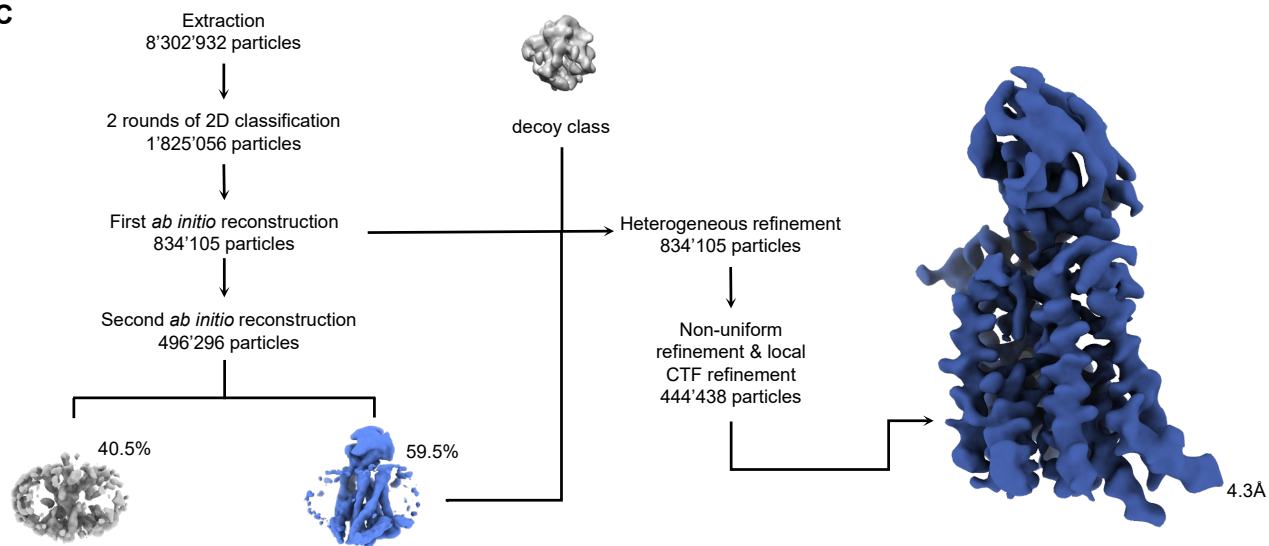 C
Extraction
8'302'932 particles
2 rounds of 2D classification
1'825'056 particles
First ab initio reconstruction
834'105 particles
Second ab initio reconstruction
496'296 particles
40.5%
59.5%
decoy class
Heterogeneous refinement
834'105 particles
Non-uniform
refinement & local
CTF refinement
444'438 particles
4.3Å